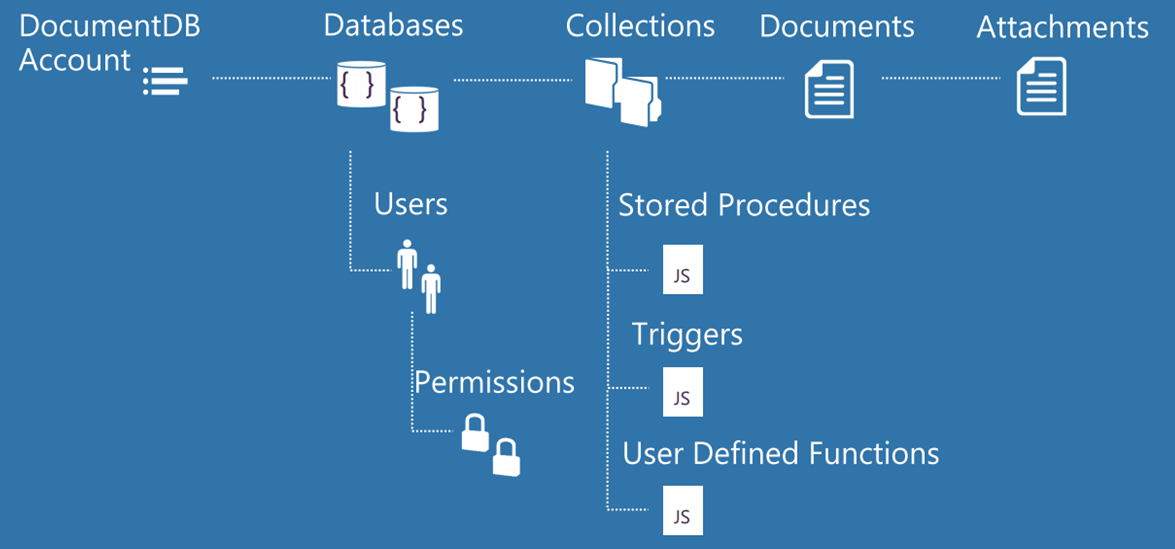 DocumentDB
Account
Databases
Collections
Documents
Attachments
{ }
{ }
Users
Stored Procedures
JS
Triggers
JS
Permissions
User Defined Functions
JS